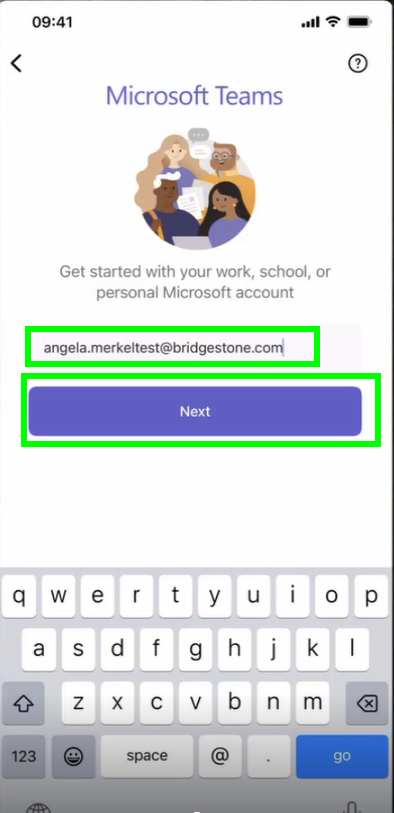 09:41
Microsoft Teams
Get started with your work, school, or
personal Microsoft account
angela.merkeltest@bridgestone.com
Next
q w e r t y u i o p
a s d f g h j k l
z x c v b n m
123 space @ . go